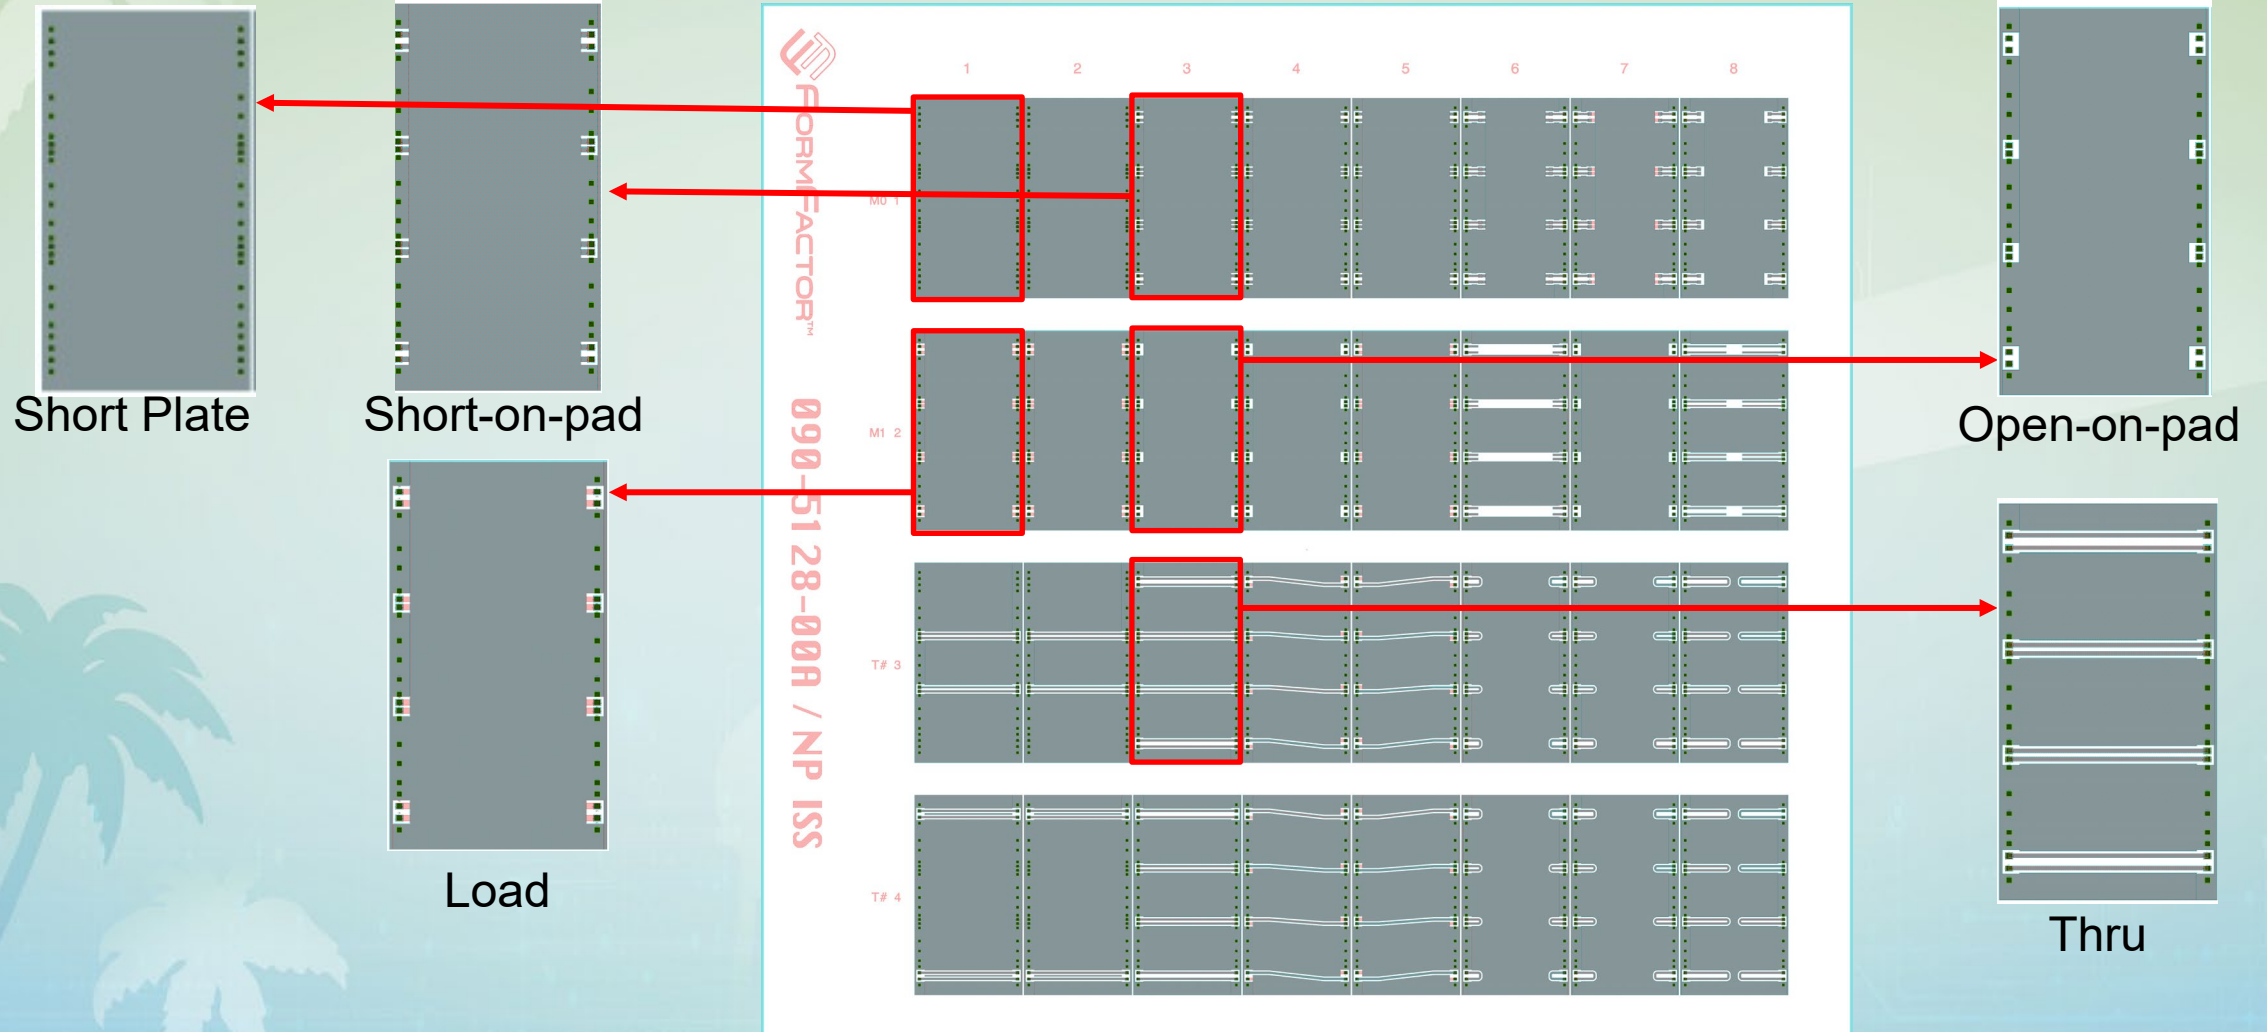 Short Plate
Short-on-pad
Load
FORMFACTOR™
090-5128-00A / NP ISS
1 2 3 4 5 6 7 8
M0 1
M1 2
T# 3
T# 4
Open-on-pad
Thru